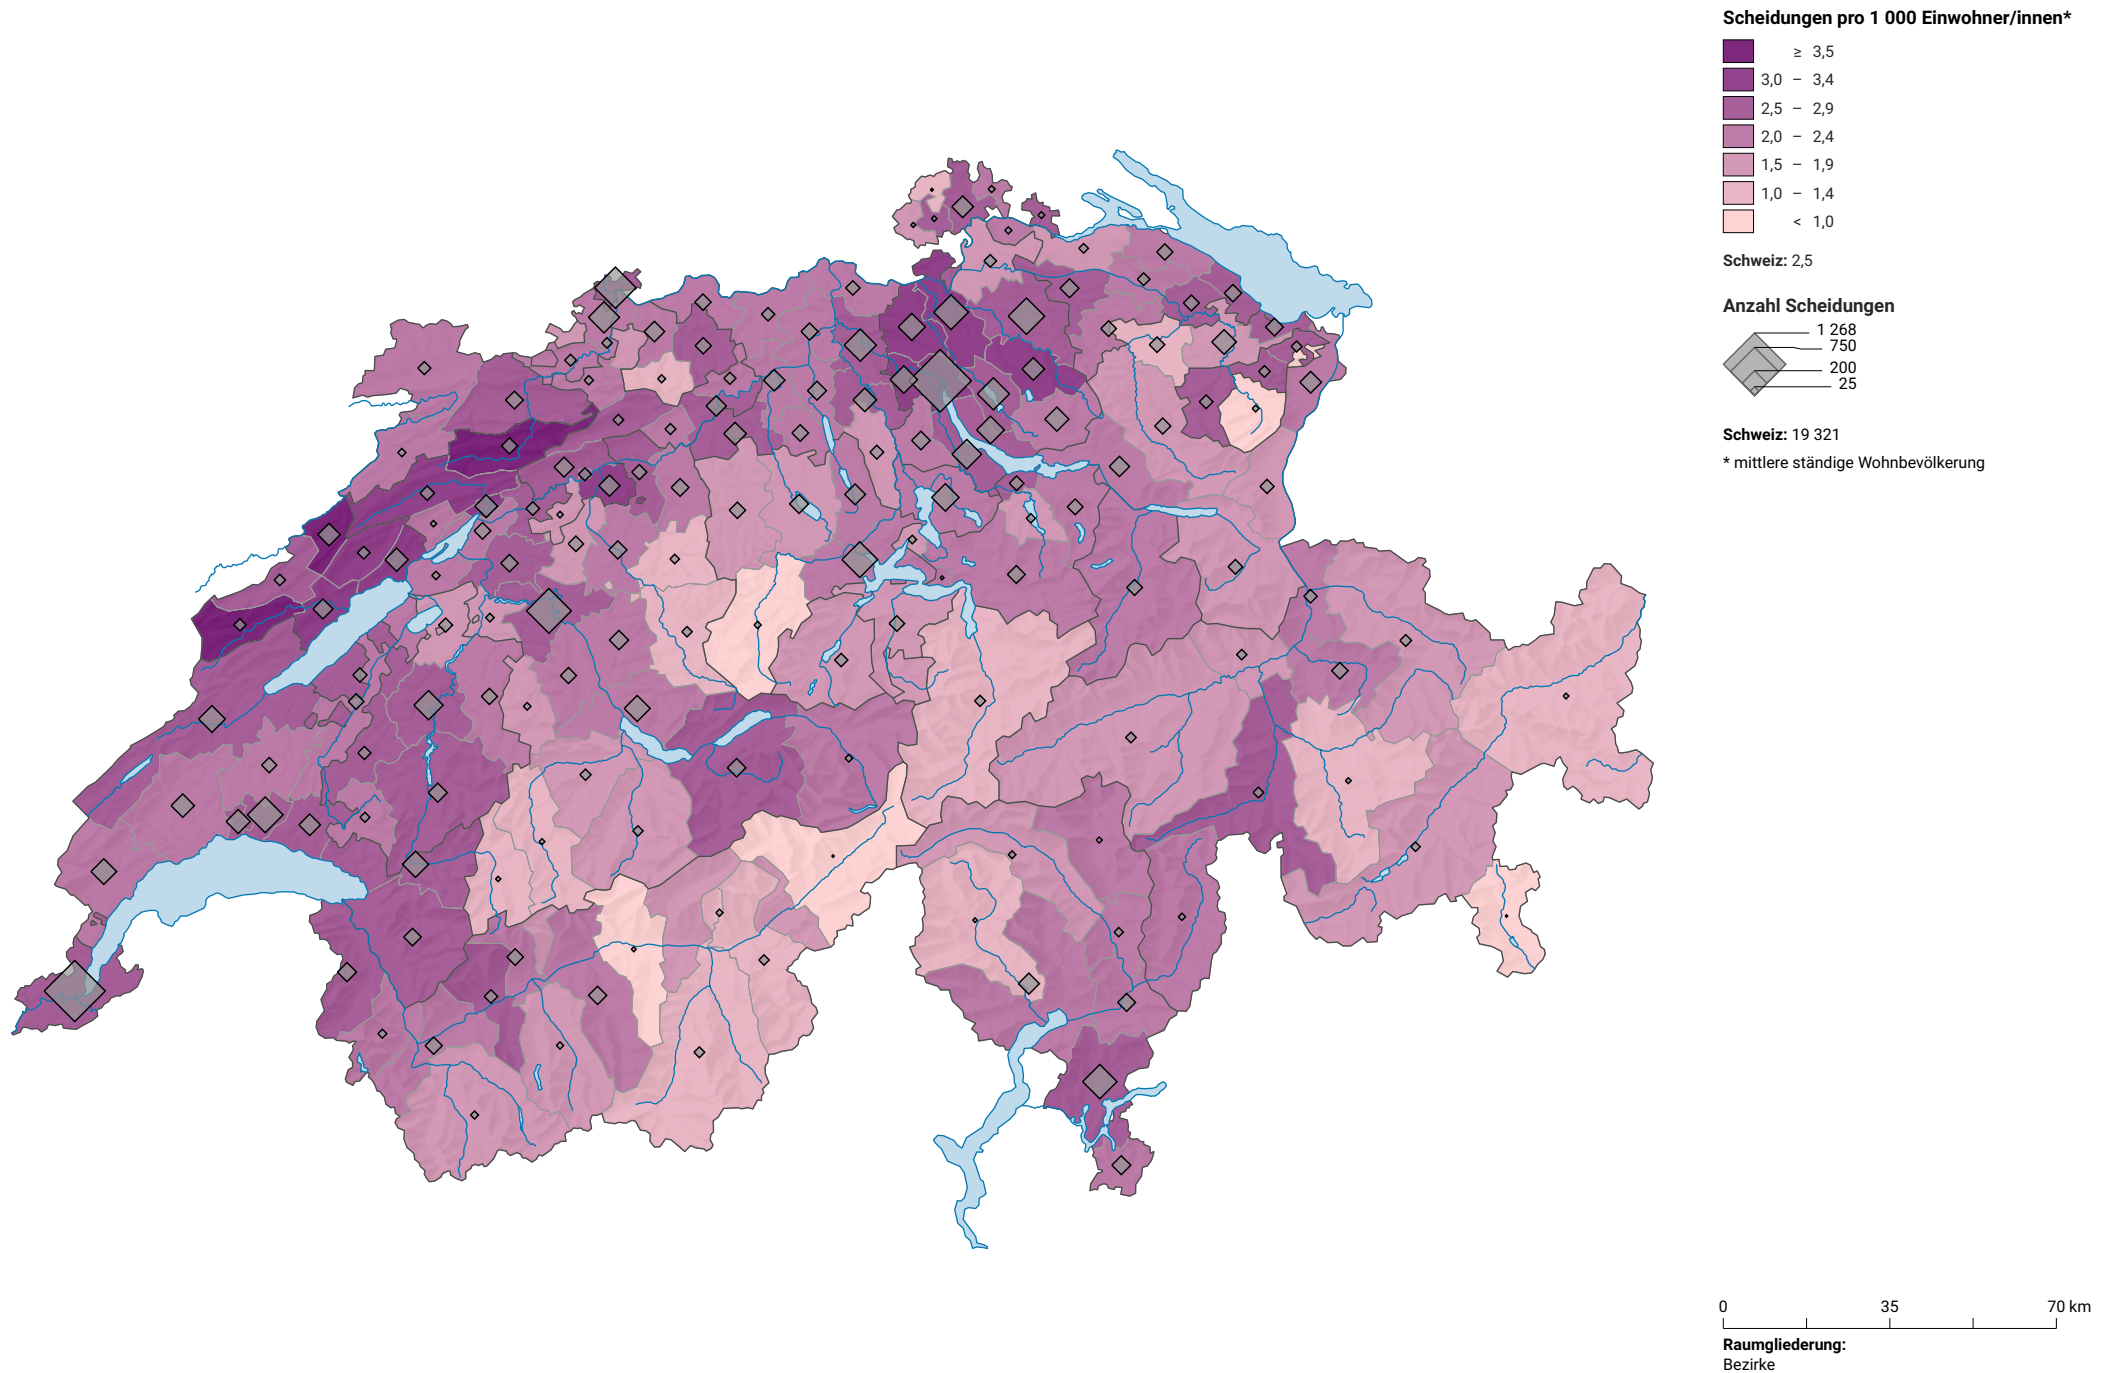 Scheidungen pro 1 000 Einwohner/innen*
≥ 3,5
3,0 – 3,4
2,5 – 2,9
2,0 – 2,4
1,5 – 1,9
1,0 – 1,4
< 1,0
Schweiz: 2,5
Anzahl Scheidungen
1 268
750
200
25
Schweiz: 19 321
* mittlere ständige Wohnbevölkerung
0 35 70 km
Raumgliederung:
Bezirke